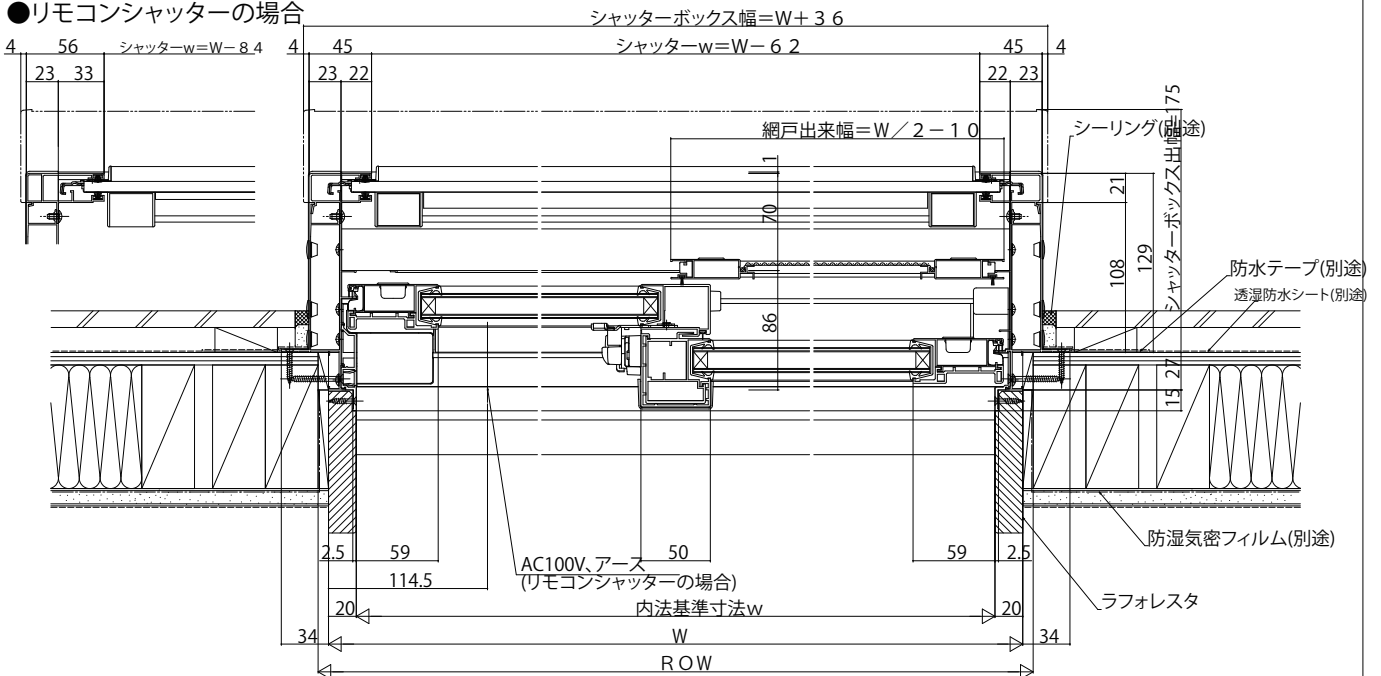 ●リモコンシャッターの場合
シャッターボックス幅=W+36
4 56 シャッターw=W-84 4 45 シャッターw=W-62 45 4
23 33 23 22 22 23
網戸出来幅=W/2-10
シーリング(別途)
シャッターボックス出幅=175
1
21
70
108
129
防水テープ(別途)
透湿防水シート(別途)
86
27
15
防湿気密フィルム(別途)
2.5 59 50 59 2.5
AC100V、アース
114.5
(リモコンシャッターの場合)
ラフォレスタ
20 内法基準寸法w 20
34 W 34
ROW